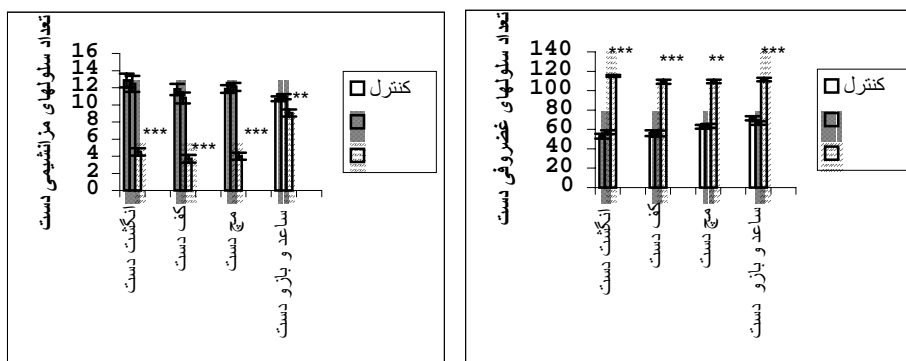 تعداد سلولهای مزانشیمی دست
16
14
12
10
8
6
4
2
0
***
***
***
**
انگشت دست
کف دست
مچ دست
ساعد و بازو دست
کنترل
تعداد سلولهای غضروفی دست
140
120
100
80
60
40
20
0
***
***
**
***
انگشت دست
کف دست
مچ دست
ساعد و بازو دست
کنترل